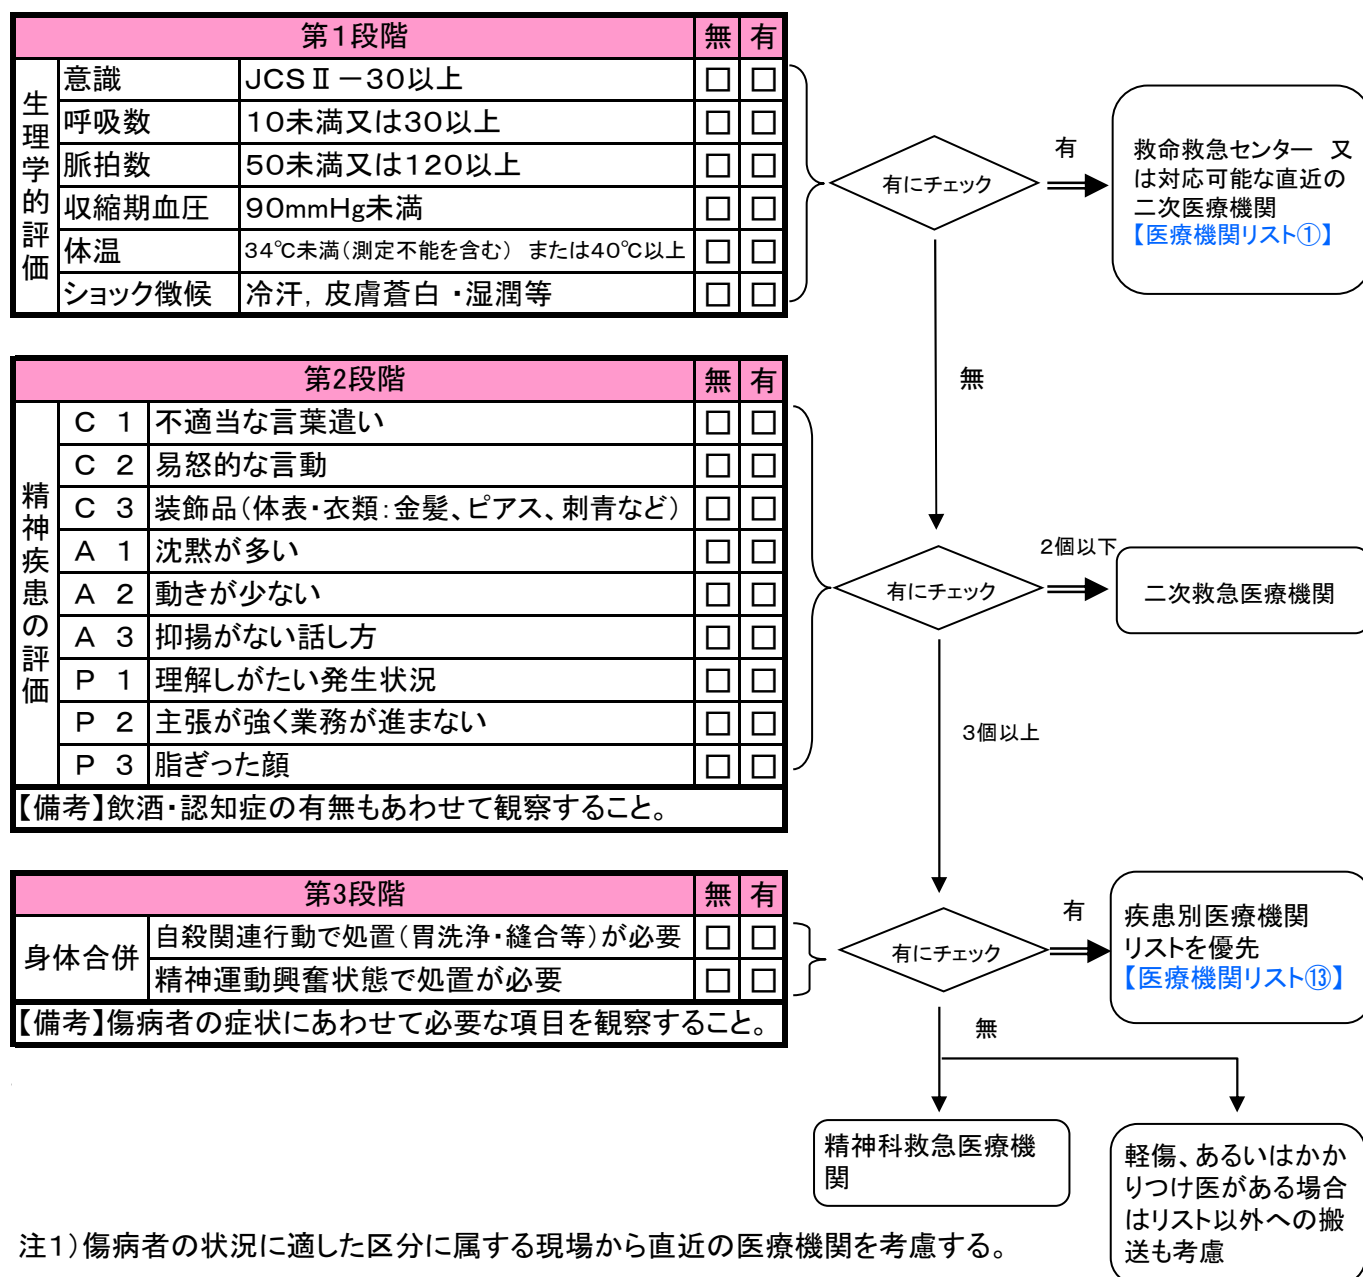 第1段階 無 有
生理学的評価
意識 JCSⅡ－30以上 □ □
呼吸数 10未満又は30以上 □ □
脈拍数 50未満又は120以上 □ □
収縮期血圧 90mmHg未満 □ □
体温 34℃未満(測定不能を含む) または40℃以上 □ □
ショック徴候 冷汗，皮膚蒼白・湿潤等 □ □
有にチェック
有
救命救急センター 又
は対応可能な直近の
二次医療機関
【医療機関リスト①】
無
第2段階 無 有
精神疾患の評価
C 1 不適当な言葉遣い □ □
C 2 易怒的な言動 □ □
C 3 装飾品(体表・衣類：金髪、ピアス、刺青など) □ □
A 1 沈黙が多い □ □
A 2 動きが少ない □ □
A 3 抑揚がない話し方 □ □
P 1 理解しがたい発生状況 □ □
P 2 主張が強く業務が進まない □ □
P 3 脂ぎった顔 □ □
【備考】飲酒・認知症の有無もあわせて観察すること。
有にチェック
2個以下
二次救急医療機関
3個以上
第3段階 無 有
身体合併
自殺関連行動で処置(胃洗浄・縫合等)が必要 □ □
精神運動興奮状態で処置が必要 □ □
【備考】傷病者の症状にあわせて必要な項目を観察すること。
有にチェック
有
疾患別医療機関
リストを優先
【医療機関リスト⑬】
無
精神科救急医療機
関
軽傷、あるいはかか
りつけ医がある場合
はリスト以外への搬
送も考慮
注1)傷病者の状況に適した区分に属する現場から直近の医療機関を考慮する。